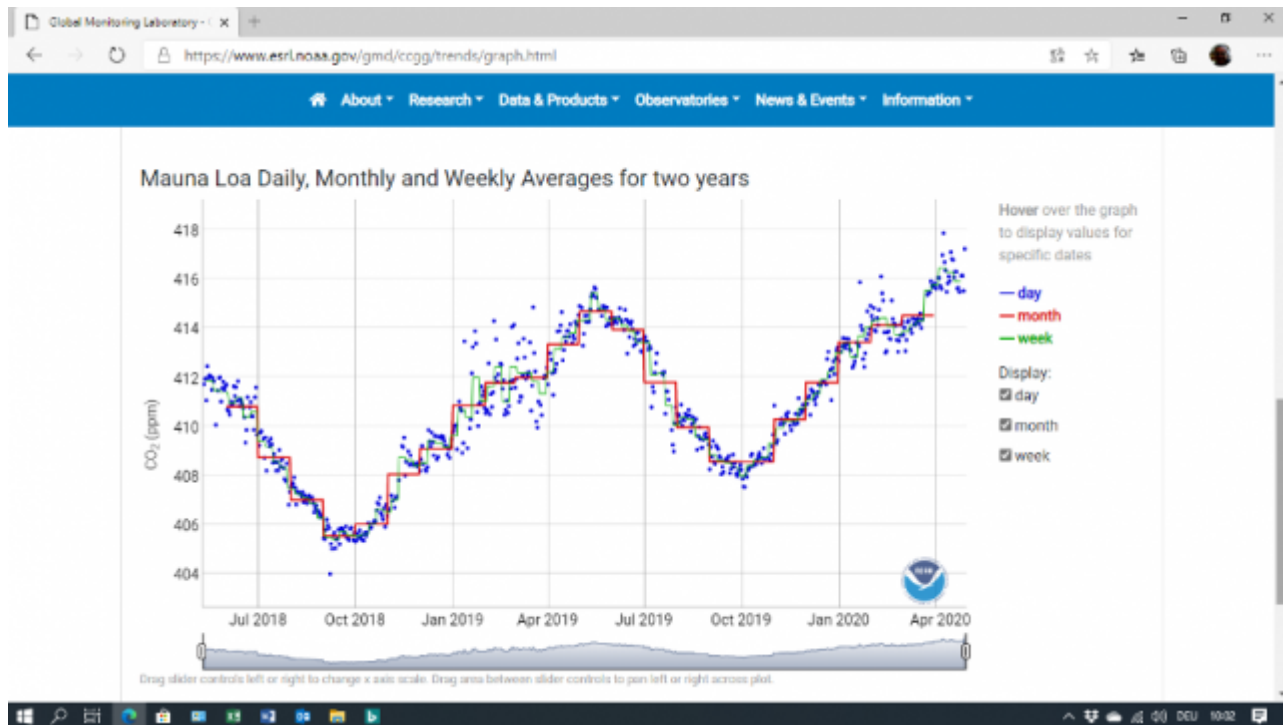 Global Monitoring Laboratory - G
https://www.esrl.noaa.gov/gmd/ccgg/trends/graph.html
About Research Data & Products Observatories News & Events Information
Mauna Loa Daily, Monthly and Weekly Averages for two years
Hover over the graph
to display values for
specific dates
day
month
week
Display:
day
month
week
CO₂ (ppm)
418
416
414
412
410
408
406
404
Jul 2018 Oct 2018 Jan 2019 Apr 2019 Jul 2019 Oct 2019 Jan 2020 Apr 2020
Drag slider controls left or right to change x axis scale. Drag area between slider controls to pan left or right across plot.
DEU 10:02